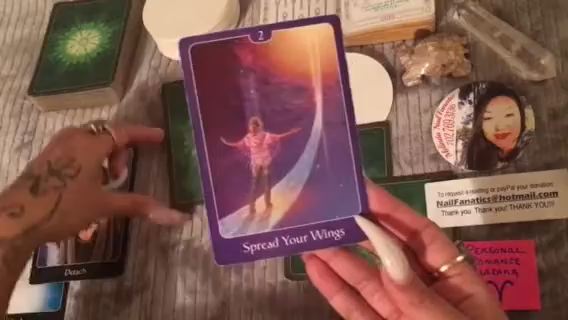 2
Spread Your Wings
Detach
To request a reading or payPal your donation:
NailFanatics@hotmail.com
Thank you. Thank you! THANK YOU!!!
PERSONAL
ROMANCE